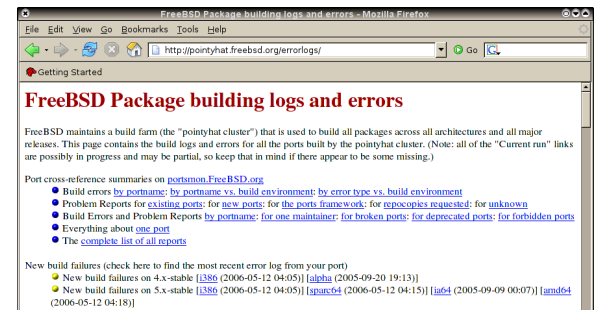 FreeBSD Package building logs and errors - Mozilla Firefox
File Edit View Go Bookmarks Tools Help
http://pointyhat.freebsd.org/errorlogs/ Go G
Getting Started
FreeBSD Package building logs and errors
FreeBSD maintains a build farm (the "pointyhat cluster") that is used to build all packages across all architectures and all major
releases. This page contains the build logs and errors for all the ports built by the pointyhat cluster. (Note: all of the "Current run" links
are possibly in progress and may be partial, so keep that in mind if there appear to be some missing.)
Port cross-reference summaries on portsmon.FreeBSD.org
Build errors by portname: by portname vs. build environment: by error type vs. build environment
Problem Reports for existing ports: for new ports: for the ports framework: for repocopies requested: for unknown
Build Errors and Problem Reports by portname: for one maintainer: for broken ports: for deprecated ports: for forbidden ports
Everything about one port
The complete list of all reports
New build failures (check here to find the most recent error log from your port)
New build failures on 4.x-stable [i386 (2006-05-12 04:05)] [alpha (2005-09-20 19:13)]
New build failures on 5.x-stable [i386 (2006-05-12 04:05)] [sparc64 (2006-05-12 04:15)] [ia64 (2005-09-09 00:07)] [amd64
(2006-05-12 04:18)]